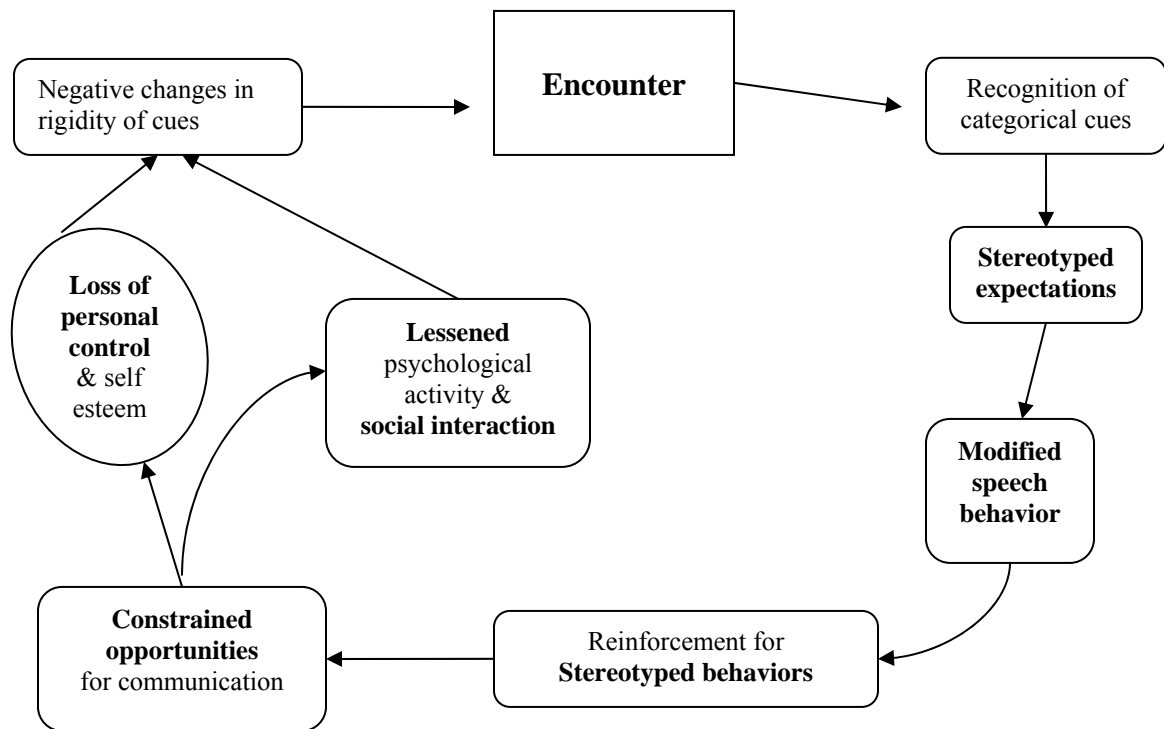 Encounter
Recognition of
categorical cues
Stereotyped
expectations
Modified
speech
behavior
Reinforcement for
Stereotyped behaviors
Constrained
opportunities
for communication
Loss of
personal
control
& self
esteem
Lessened
psychological
activity &
social interaction
Negative changes in
rigidity of cues